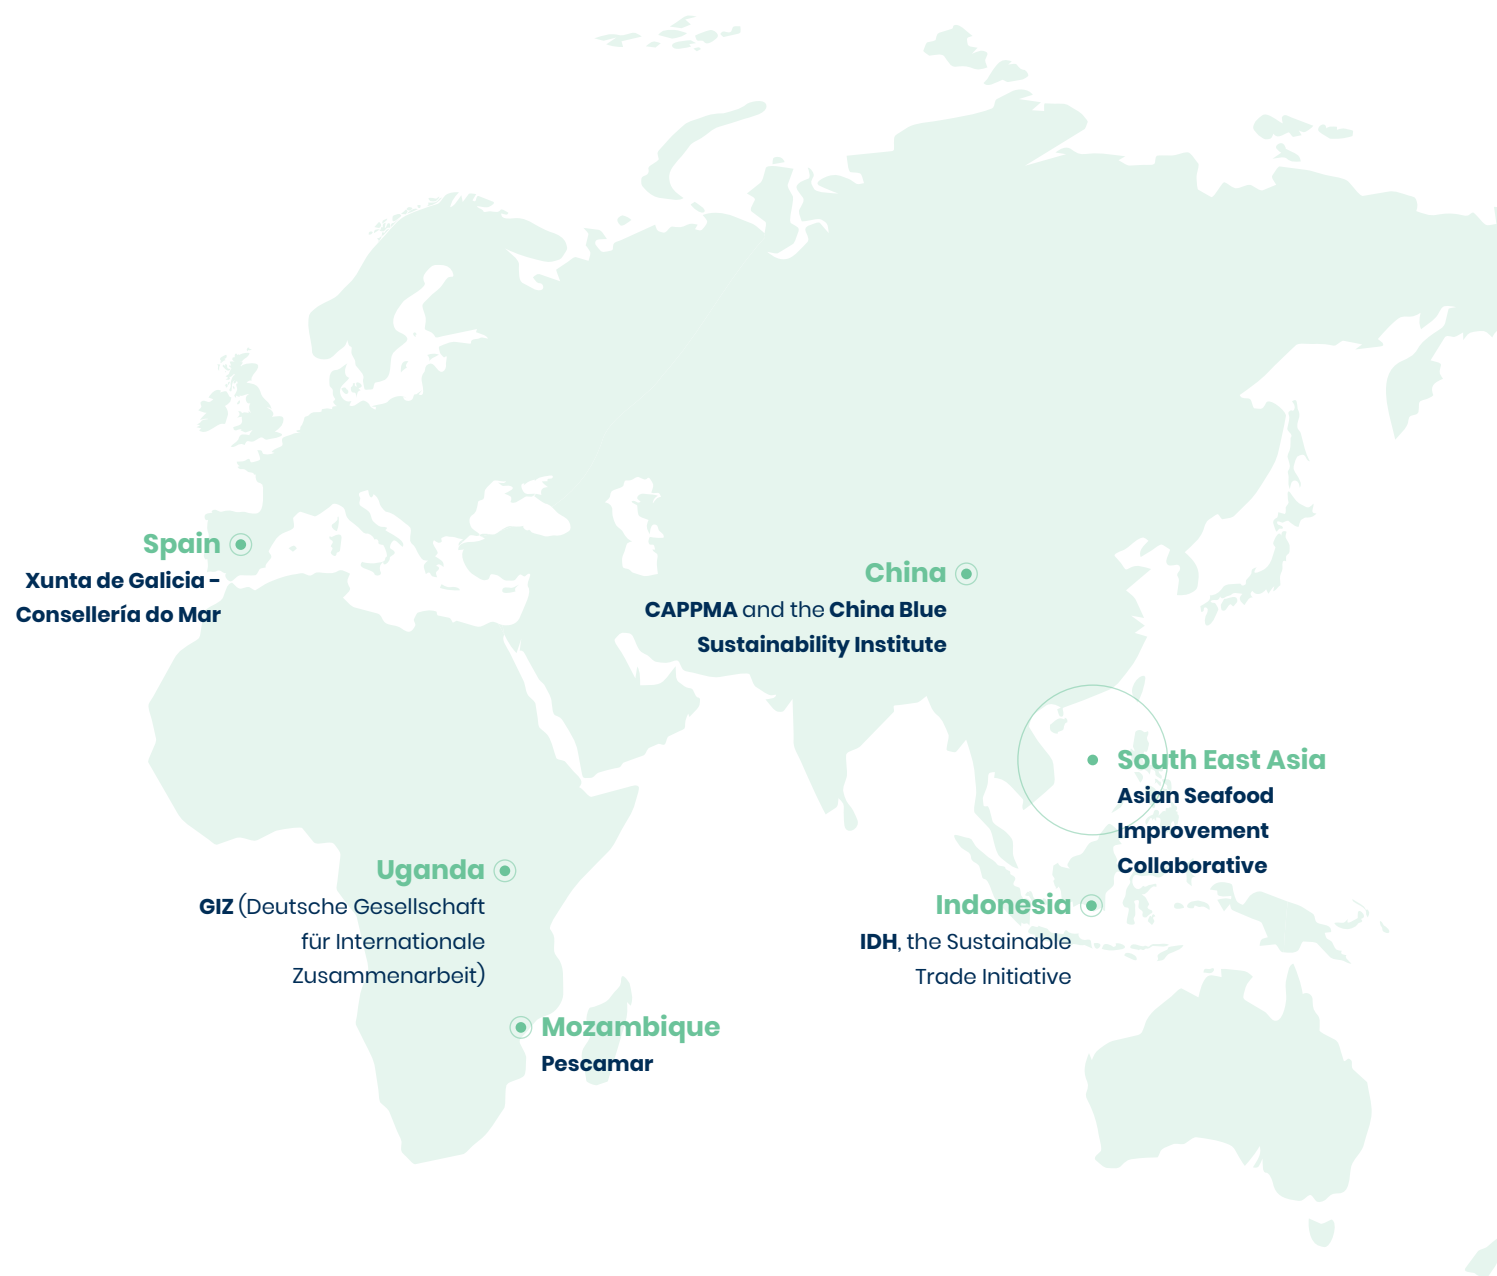 Spain
Xunta de Galicia –
Consellería do Mar
China
CAPPMA and the China Blue
Sustainability Institute
South East Asia
Asian Seafood
Improvement
Collaborative
Uganda
GIZ (Deutsche Gesellschaft
für Internationale
Zusammenarbeit)
Indonesia
IDH, the Sustainable
Trade Initiative
Mozambique
Pescamar